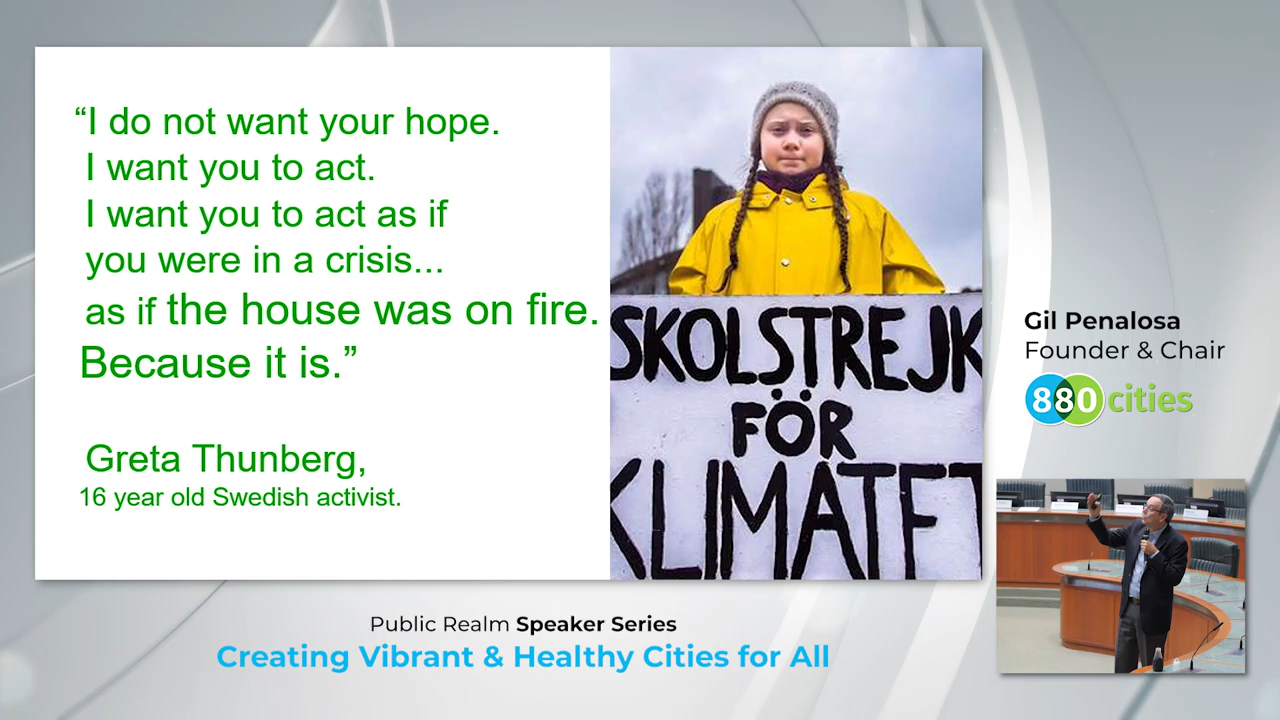 “I do not want your hope.
I want you to act.
I want you to act as if
you were in a crisis...
as if the house was on fire.
Because it is.”
Greta Thunberg,
16 year old Swedish activist.
SKOLSTREJK
FÖR
KLIMATET
Gil Penalosa
Founder & Chair
880 cities
Public Realm Speaker Series
Creating Vibrant & Healthy Cities for All